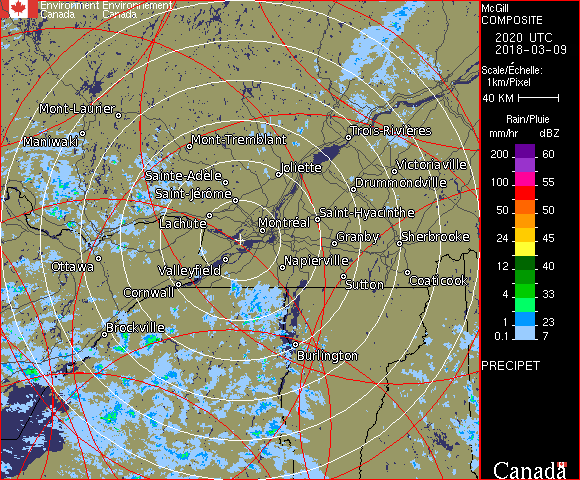 Environment Environnement
Canada Canada
McGill
COMPOSITE
2020 UTC
2018-03-09
Scale/Échelle:
1km/Pixel
40 KM
Rain/Pluie
mm/hr dBZ
200 60
100 55
50 50
24 45
12 40
4 33
1 23
0.1 7
PRECIPET
Canada
Mont-Laurier
Maniwaki
Mont-Tremblant
Trois-Rivières
Joliette
Victoriaville
Sainte-Adèle
Drummondville
Saint-Jérôme
Lachute
Saint-Hyacinthe
Montréal
Granby
Sherbrooke
Ottawa
Valleyfield
Napierville
Cornwall
Sutton
Coaticook
Brockville
Burlington